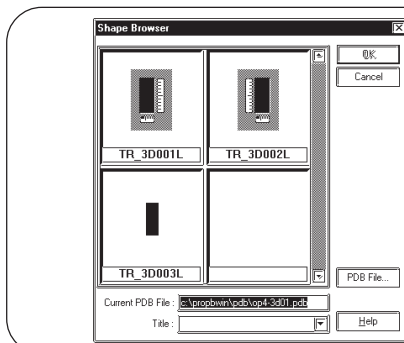 Shape Browser
OK
Cancel
TR_3D001L
TR_3D002L
TR_3D003L
PDB File...
Current PDB File : c:\propbwin\pdb\op4-3d01.pdb
Title :
Help